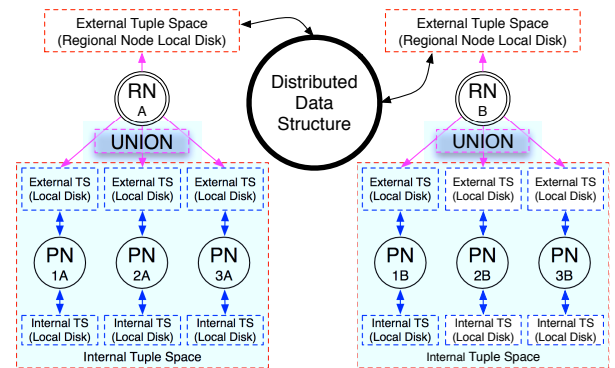 External Tuple Space
(Regional Node Local Disk)
External Tuple Space
(Regional Node Local Disk)
Distributed
Data
Structure
RN
A
RN
B
UNION
UNION
External TS
(Local Disk)
External TS
(Local Disk)
External TS
(Local Disk)
External TS
(Local Disk)
External TS
(Local Disk)
External TS
(Local Disk)
PN
1A
PN
2A
PN
3A
PN
1B
PN
2B
PN
3B
Internal TS
(Local Disk)
Internal TS
(Local Disk)
Internal TS
(Local Disk)
Internal TS
(Local Disk)
Internal TS
(Local Disk)
Internal TS
(Local Disk)
Internal Tuple Space
Internal Tuple Space